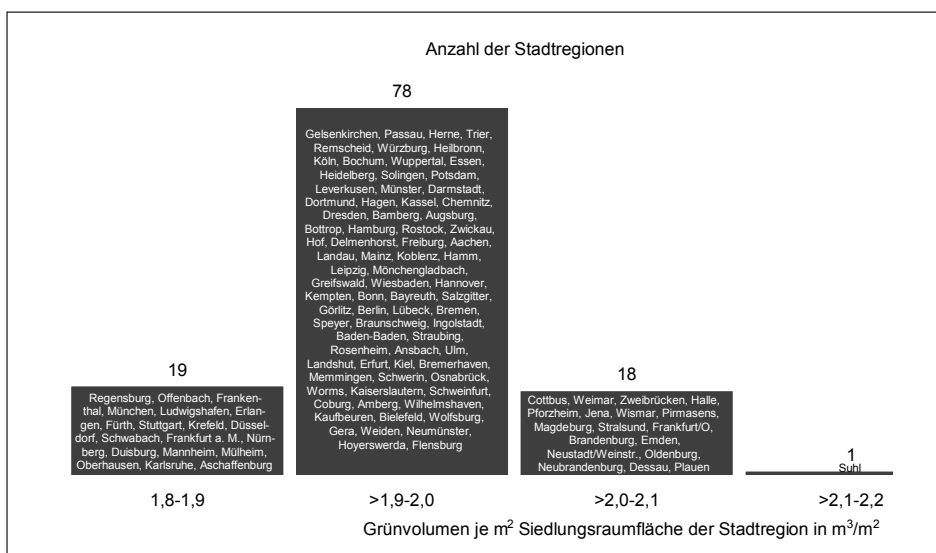 Anzahl der Stadtregionen
19
Regensburg, Offenbach, Franken-
thal, München, Ludwigshafen, Erlan-
gen, Fürth, Stuttgart, Krefeld, Düssel-
dorf, Schwabach, Frankfurt a. M., Nürn-
berg, Duisburg, Mannheim, Mülheim,
Oberhausen, Karlsruhe, Aschaffenburg
1,8-1,9
78
Gelsenkirchen, Passau, Herne, Trier,
Remscheid, Würzburg, Heilbronn,
Köln, Bochum, Wuppertal, Essen,
Heidelberg, Solingen, Potsdam,
Leverkusen, Münster, Darmstadt,
Dortmund, Hagen, Kassel, Chemnitz,
Dresden, Bamberg, Augsburg,
Bottrop, Hamburg, Rostock, Zwickau,
Hof, Delmenhorst, Freiburg, Aachen,
Landau, Mainz, Koblenz, Hamm,
Leipzig, Mönchengladbach,
Greifswald, Wiesbaden, Hannover,
Kempten, Bonn, Bayreuth, Salzgitter,
Görlitz, Berlin, Lübeck, Bremen,
Speyer, Braunschweig, Ingolstadt,
Baden-Baden, Straubing,
Rosenheim, Ansbach, Ulm,
Landshut, Erfurt, Kiel, Bremerhaven,
Memmingen, Schwerin, Osnabrück,
Worms, Kaiserslautern, Schweinfurt,
Coburg, Amberg, Wilhelmshaven,
Kaufbeuren, Bielefeld, Wolfsburg,
Gera, Weiden, Neumünster,
Hoyerswerda, Flensburg
>1,9-2,0
18
Cottbus, Weimar, Zweibrücken, Halle,
Pforzheim, Jena, Wismar, Pirmasens,
Magdeburg, Stralsund, Frankfurt/O,
Brandenburg, Emden,
Neustadt/Weinstr., Oldenburg,
Neubrandenburg, Dessau, Plauen
>2,0-2,1
1
Suhl
>2,1-2,2
Grünvolumen je m² Siedlungsraumfläche der Stadtregion in m³/m²